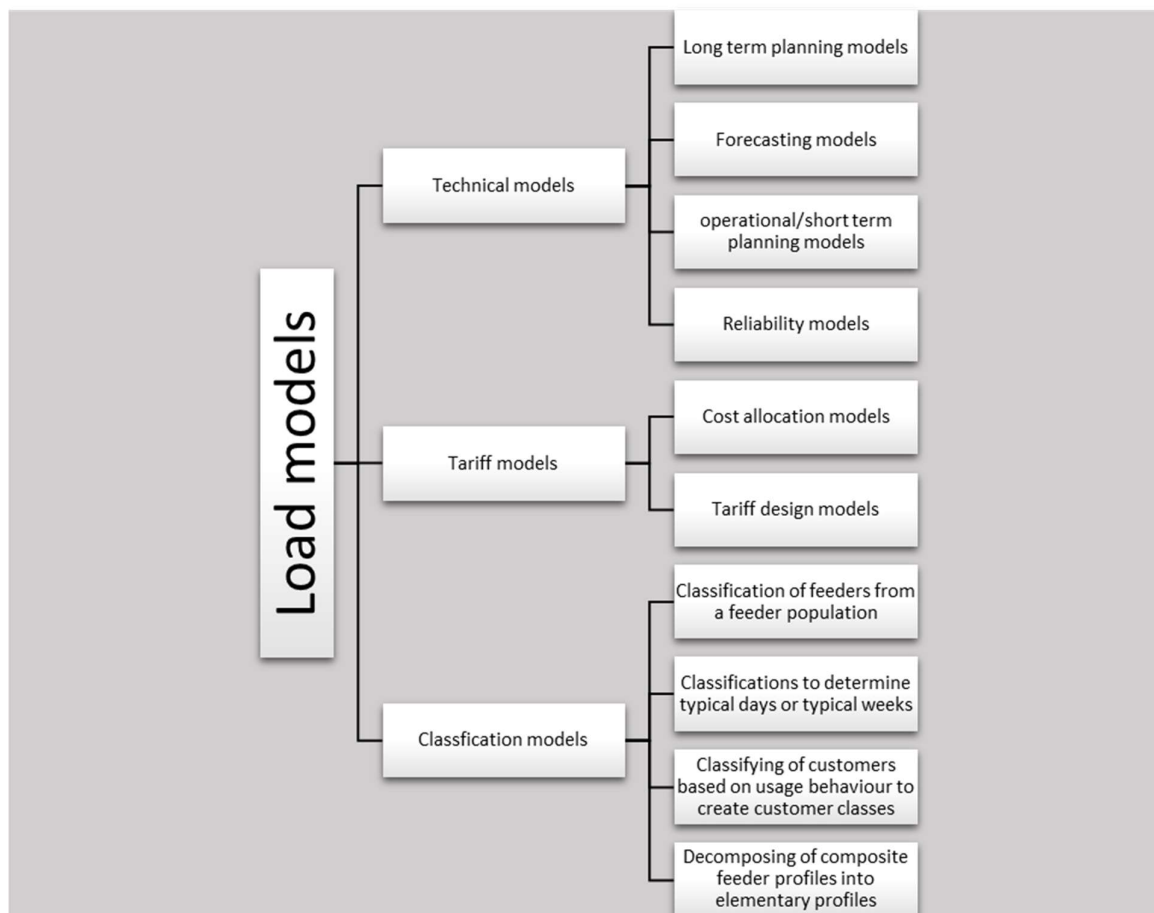 Load models
Technical models
Long term planning models
Forecasting models
operational/short term
planning models
Reliability models
Tariff models
Cost allocation models
Tariff design models
Classfication models
Classification of feeders from
a feeder population
Classifications to determine
typical days or typical weeks
Classifying of customers
based on usage behaviour to
create customer classes
Decomposing of composite
feeder profiles into
elementary profiles